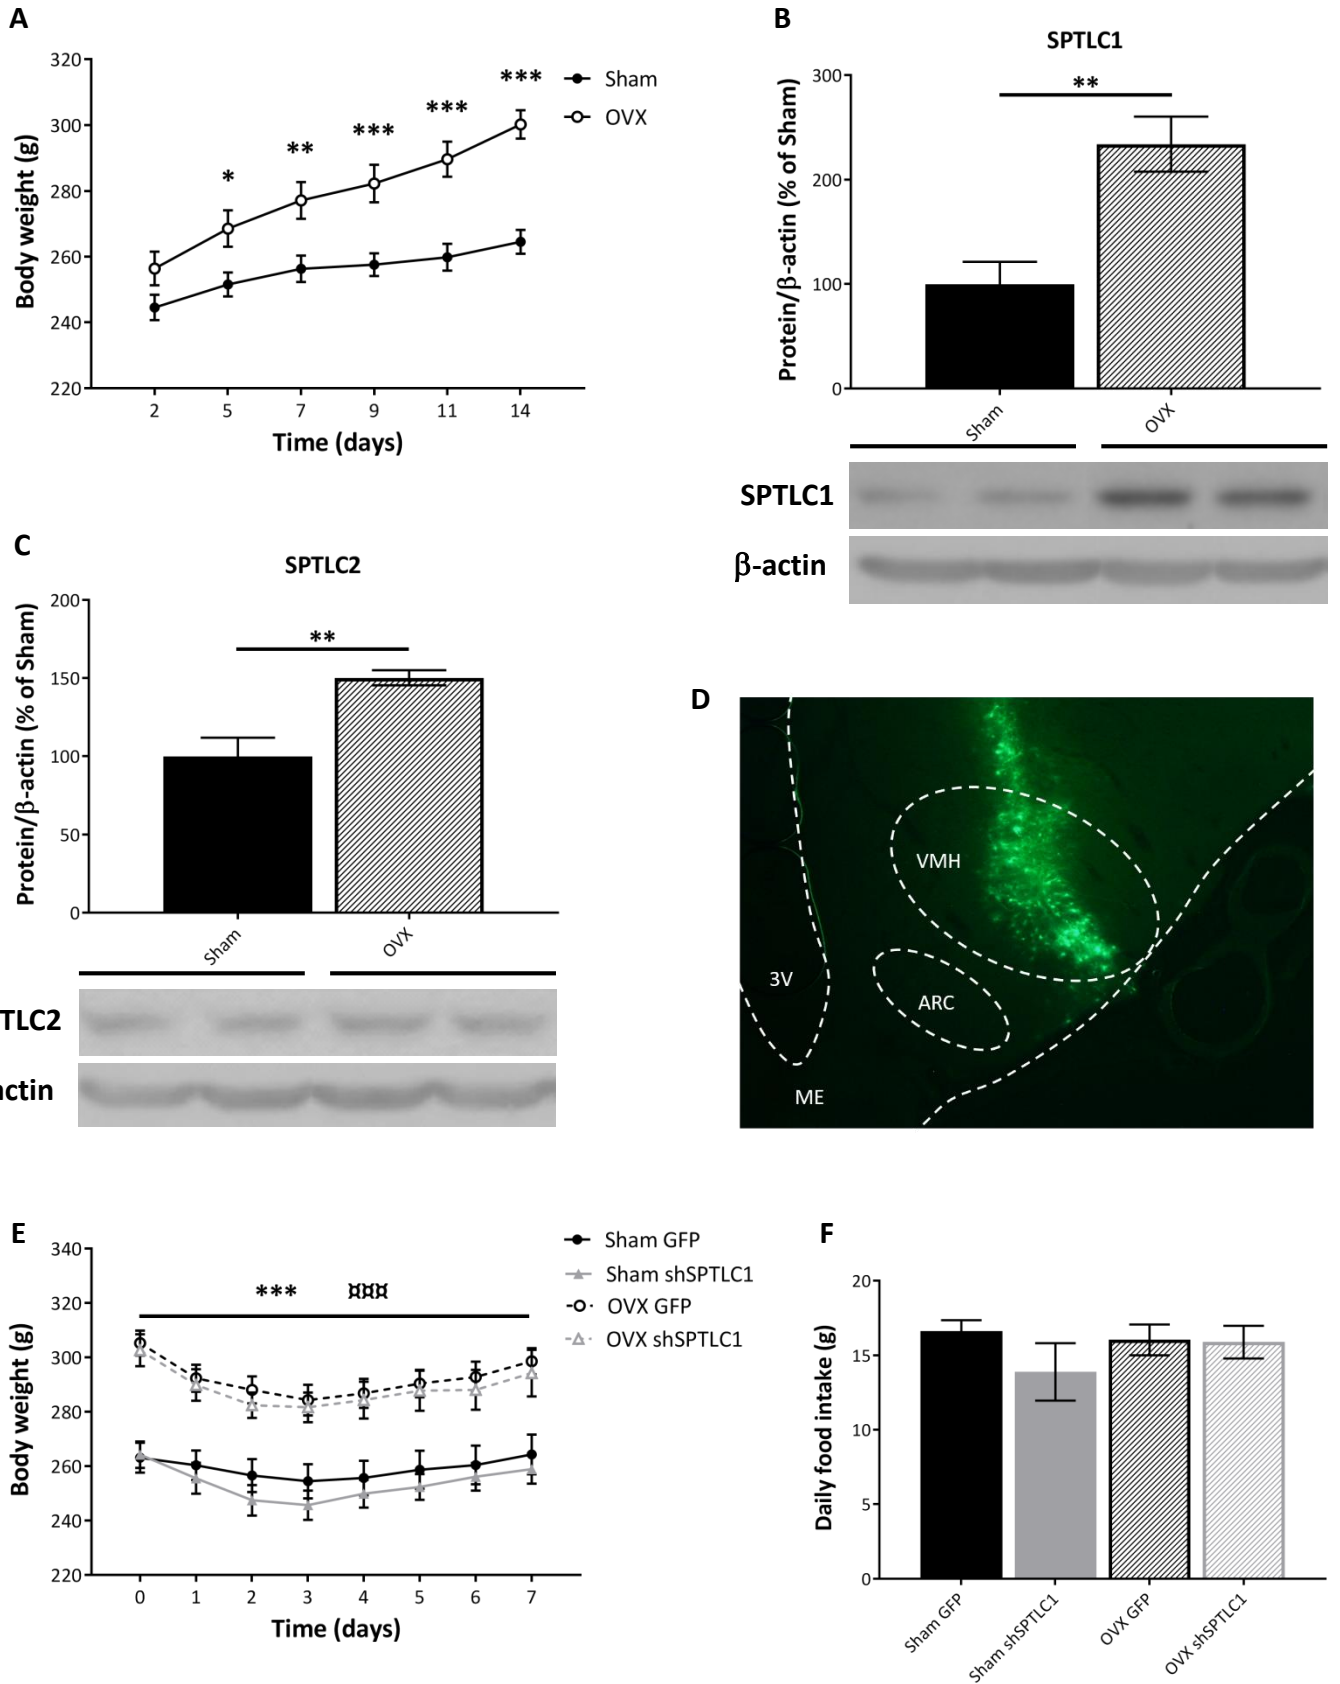 A
320
300
280
260
240
220
Body weight (g)
*
**
***
***
***
Sham
OVX
2 5 7 9 11 14
Time (days)
B
SPTLC1
**
300
200
100
0
Protein/β-actin (% of Sham)
Sham OVX
SPTLC1
β-actin
C
SPTLC2
**
200
150
100
50
0
Protein/β-actin (% of Sham)
Sham OVX
TLC2
actin
D
VMH
3V
ARC
ME
E
340
320
300
280
260
240
220
Body weight (g)
*** ¤¤¤
Sham GFP
Sham shSPTLC1
OVX GFP
OVX shSPTLC1
0 1 2 3 4 5 6 7
Time (days)
F
20
15
10
5
0
Daily food intake (g)
Sham GFP
Sham shSPTLC1
OVX GFP
OVX shSPTLC1